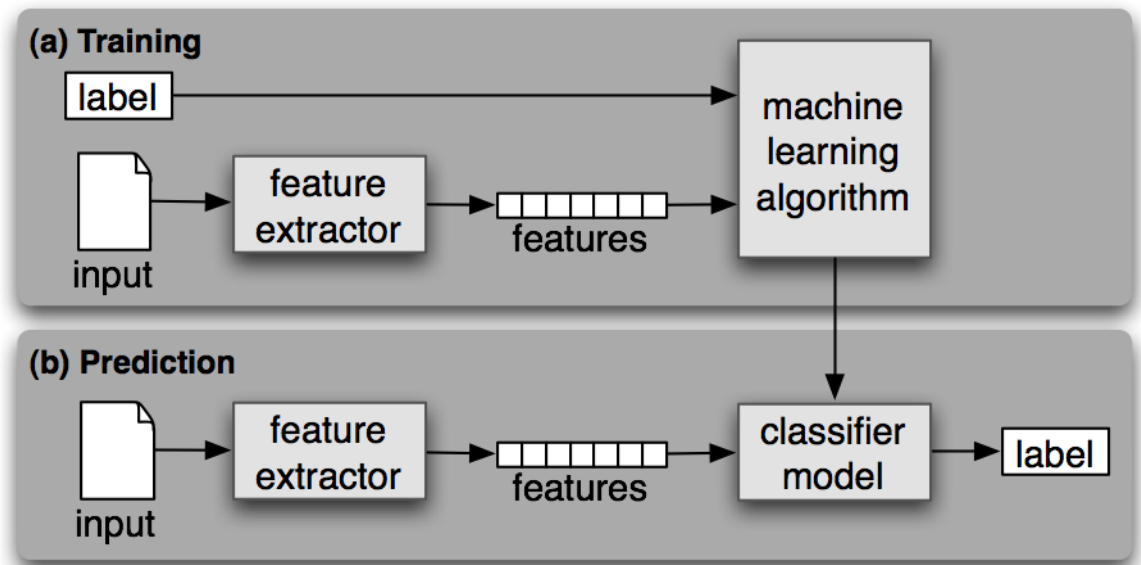 (a) Training
label
machine
learning
algorithm
feature
extractor
features
input
(b) Prediction
feature
extractor
features
classifier
model
label
input